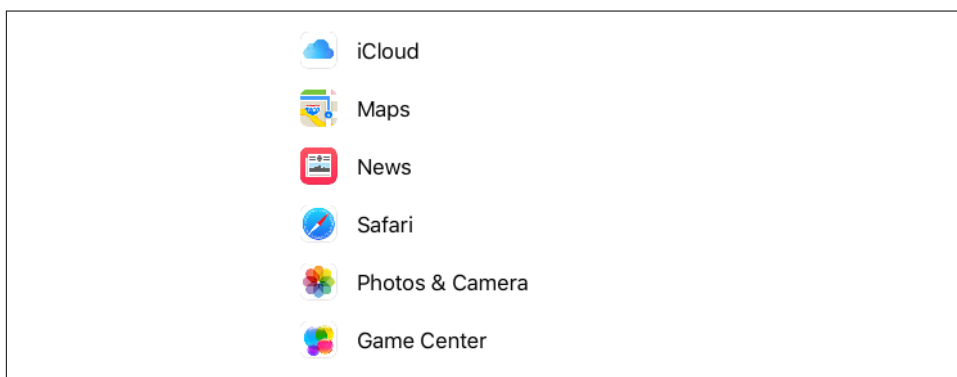 iCloud
Maps
News
Safari
Photos & Camera
Game Center